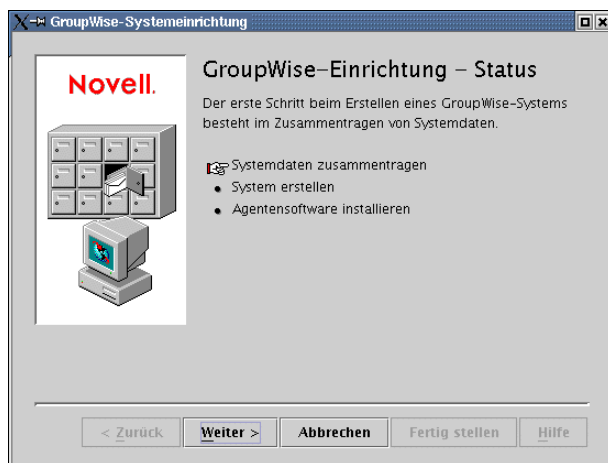 GroupWise-Systemeinrichtung
Novell.
GroupWise-Einrichtung - Status
Der erste Schritt beim Erstellen eines GroupWise-Systems
besteht im Zusammentragen von Systemdaten.
Systemdaten zusammentragen
• System erstellen
• Agentensoftware installieren
< Zurück
Weiter >
Abbrechen
Fertig stellen
Hilfe